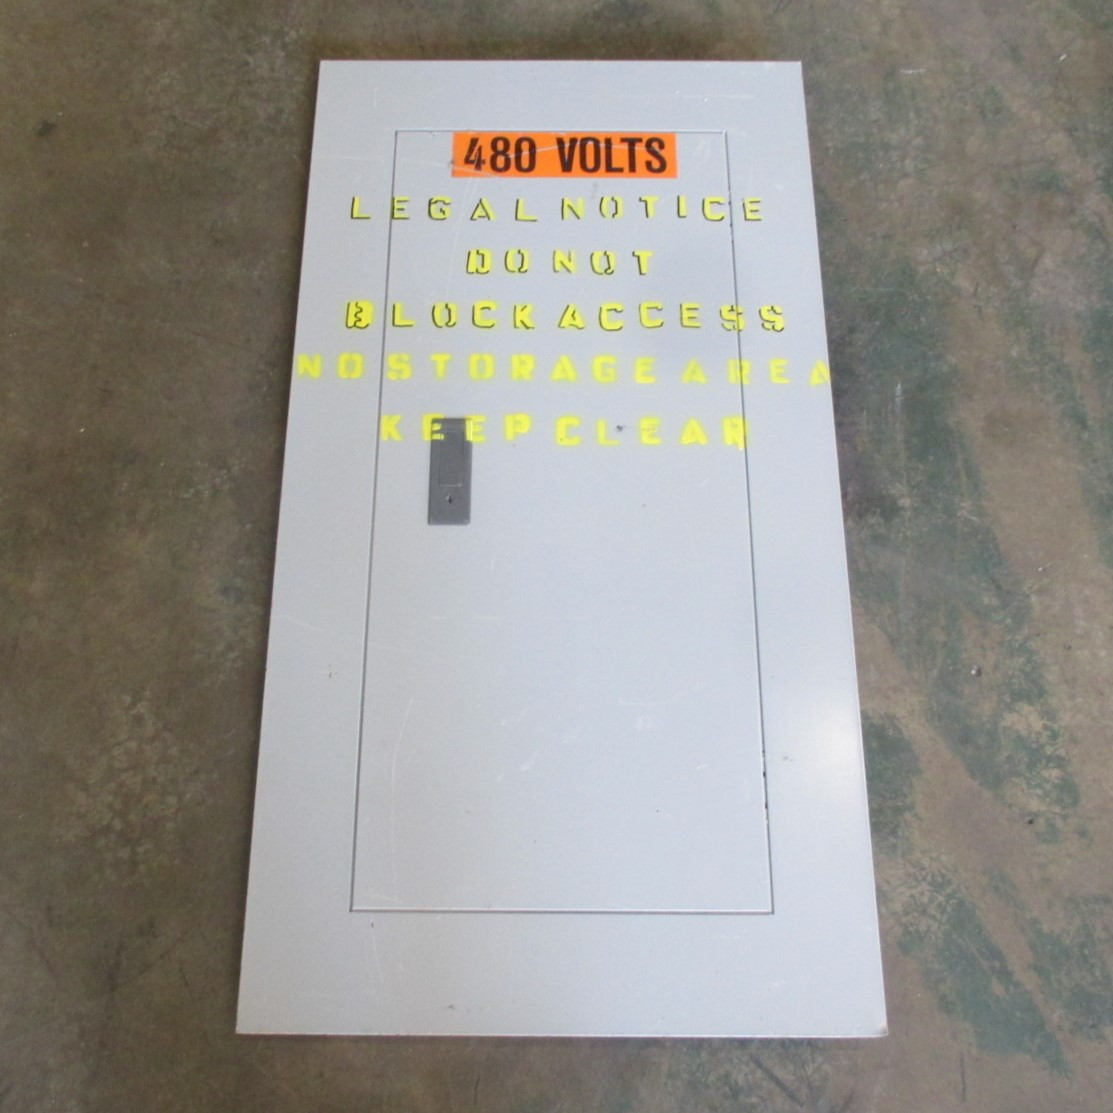 480 VOLTS
LEGAL NOTICE
DO NOT
BLOCK ACCESS
NO STORAGE AREA
KEEP CLEAR